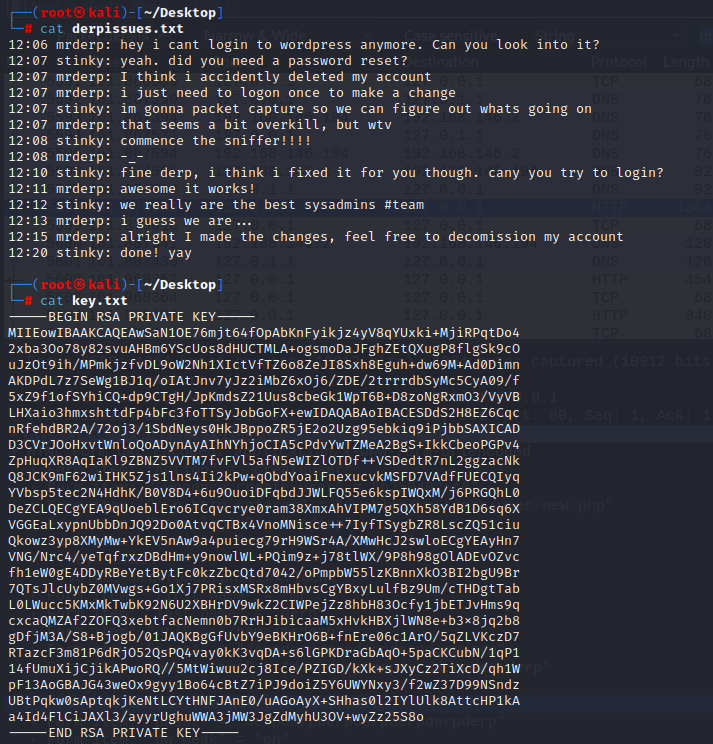 (root㉿kali)-[~/Desktop]
# cat derpissues.txt
12:06 mrderp: hey i cant login to wordpress anymore. Can you look into it?
12:07 stinky: yeah. did you need a password reset?
12:07 mrderp: I think i accidently deleted my account
12:07 mrderp: i just need to logon once to make a change
12:07 stinky: im gonna packet capture so we can figure out whats going on
12:07 mrderp: that seems a bit overkill, but wtv
12:08 stinky: commence the sniffer!!!!
12:08 mrderp: -_-
12:10 stinky: fine derp, i think i fixed it for you though. cany you try to login?
12:11 mrderp: awesome it works!
12:12 stinky: we really are the best sysadmins #team
12:13 mrderp: i guess we are...
12:15 mrderp: alright I made the changes, feel free to decomission my account
12:20 stinky: done! yay
(root㉿kali)-[~/Desktop]
# cat key.txt
-----BEGIN RSA PRIVATE KEY-----
MIIEowIBAAKCAQEAwSaN1OE76mjt64fOpAbKnFyikjz4yV8qYUxki+MjiRPqtDo4
2xba3Oo78y82svuAHBm6YScUos8dHUCTMLA+ogsmoDaJFghZEtQXugP8flgSk9cO
uJzOt9ih/MPmkjzfvDL9oW2Nh1XIctVfTZ6o8ZeJI8Sxh8Eguh+dw69M+Ad0Dimn
AKDPdL7z7SeWg1BJ1q/oIAtJnv7yJz2iMbZ6xOj6/ZDE/2trrrdbSyMc5CyA09/f
5xZ9f1ofSYhiCQ+dp9CTgH/JpKmdsZ21Uus8cbeGk1WpT6B+D8zoNgRxmO3/VyVB
LHXaio3hmxshttdFp4bFc3foTTSyJobGoFX+ewIDAQABAoIBACESDdS2H8EZ6Cqc
nRfehdBR2A/72oj3/1SbdNeys0HkJBppoZR5jE2o2Uzg95ebkiq9iPjbbSAXICAD
D3CVrJOoHxvtWnloQoADynAyAIhNYhjoCIA5cPdvYwTZMeA2BgS+IkkCbeoPGPv4
ZpHuqXR8AqIaKl9ZBNZ5VVTM7fvFVl5afN5eWIZlOTDf++VSDedtR7nL2ggzacNk
Q8JCK9mF62wiIHK5Zjs1lns4Ii2kPw+qObdYoaiFnexucvkMSFD7VAdfFUECQIyq
YVbsp5tec2N4HdhK/B0V8D4+6u9OuoiDFqbdJJWLFQ55e6kspIWQxM/j6PRGQhL0
DeZCLQECgYEA9qUoeblEro6ICqvcrye0ram38XmxAhVIPM7g5QXh58YdB1D6sq6X
VGGEaLxypnUbbDnJQ92Do0AtvqCTBx4VnoMNisce++7IyfTSygbZR8LscZQ51ciu
Qkowz3yp8XMyMw+YkEV5nAw9a4puiecg79rH9WSr4A/XMwHcJ2swloECgYEAyHn7
VNG/Nrc4/yeTqfrxzDBdHm+y9nowlWL+PQim9z+j78tlWX/9P8h98gOlADEvOZvc
fh1eW0gE4DDyRBeYetBytFc0kzZbcQtd7042/oPmpbW55lzKBnnXkO3BI2bgU9Br
7QTsJlcUybZ0MVwgs+Go1Xj7PRisxMSRx8mHbvsCgYBxyLulfBz9Um/cTHDgtTab
L0LWucc5KMxMkTwbK92N6U2XBHrDV9wkZ2CIWPejZz8hbH83Ocfy1jbETJvHms9q
cxcaQMZAf2ZOFQ3xebtfacNemn0b7RrHJibicaaM5xHvkHBXjlWN8e+b3×8jq2b8
gDfjM3A/S8+Bjogb/01JAQKBgGfUvbY9eBKHrO6B+fnEre06c1ArO/5qZLVKczD7
RTazcF3m81P6dRjO52QsPQ4vay0kK3vqDA+s6lGPKDraGbAqO+5paCKCubN/1qP1
14fUmuXijCjikAPwoRQ//5MtWiwuu2cj8Ice/PZIGD/kXk+sJXyCz2TiXcD/qh1W
pF13AoGBAJG43weOx9gyy1Bo64cBtZ7iPJ9doiZ5Y6UWYNxy3/f2wZ37D99NSndz
UBtPqkw0sAptqkjKeNtLCYtHNFJAnE0/uAGoAyX+SHhas0l2IYlUlk8AttcHP1kA
a4Id4FlCiJAXl3/ayyrUghuWWA3jMW3JgZdMyhU3OV+wyZz25S8o
-----END RSA PRIVATE KEY-----